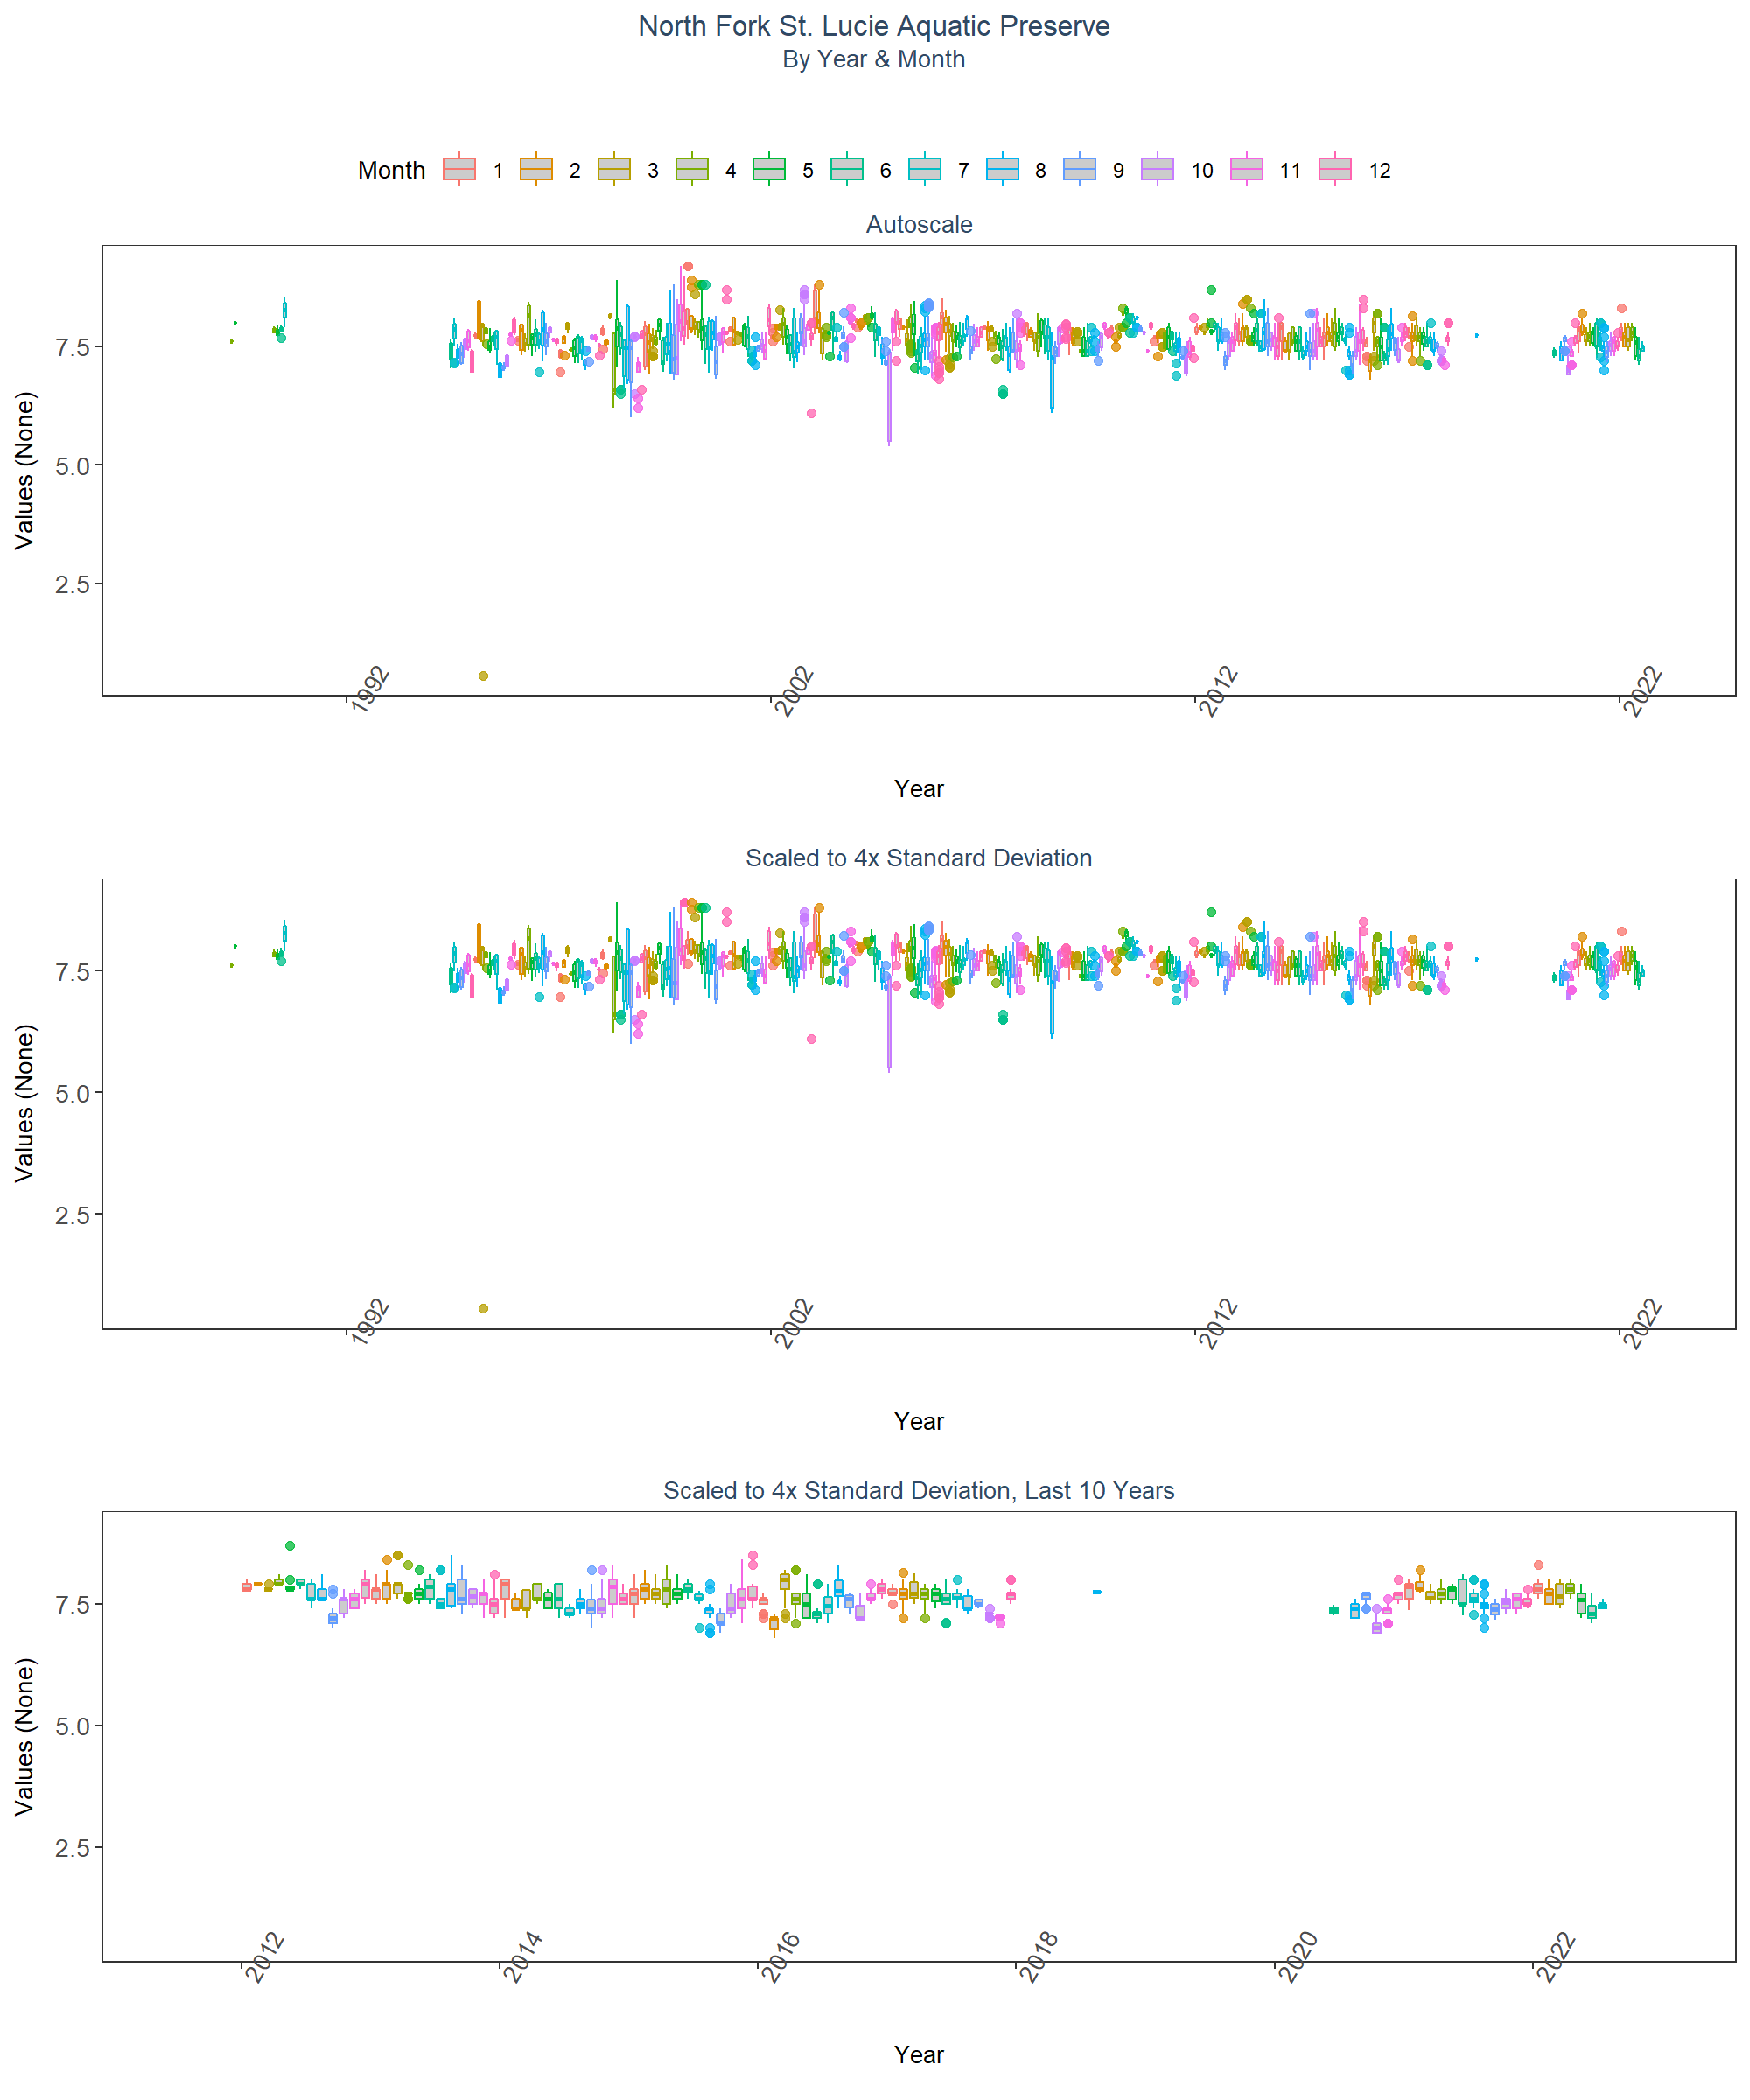 North Fork St. Lucie Aquatic Preserve
By Year & Month
Month 1 2 3 4 5 6 7 8 9 10 11 12
Autoscale
Values (None)
7.5
5.0
2.5
1992 2002 2012 2022
Year
Scaled to 4x Standard Deviation
Values (None)
7.5
5.0
2.5
1992 2002 2012 2022
Year
Scaled to 4x Standard Deviation, Last 10 Years
Values (None)
7.5
5.0
2.5
2012 2014 2016 2018 2020 2022
Year